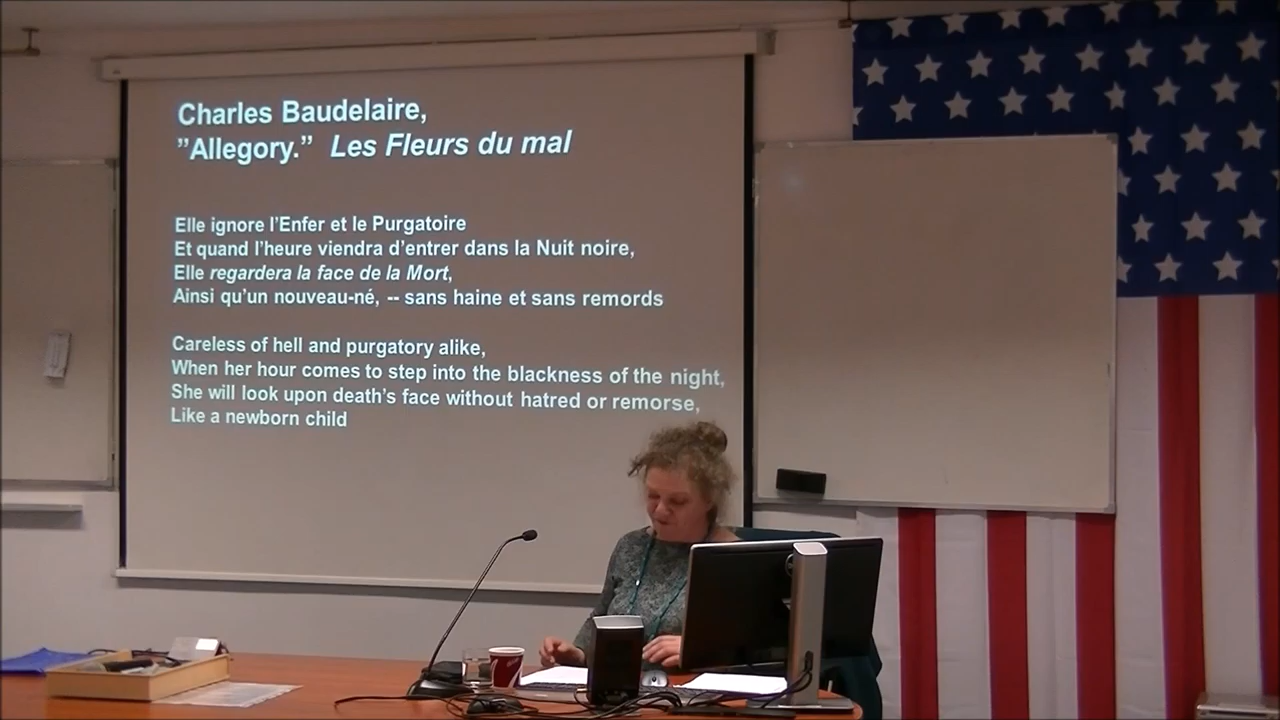 Charles Baudelaire,
”Allegory.” Les Fleurs du mal
Elle ignore l’Enfer et le Purgatoire
Et quand l’heure viendra d’entrer dans la Nuit noire,
Elle regardera la face de la Mort,
Ainsi qu’un nouveau-né, -- sans haine et sans remords
Careless of hell and purgatory alike,
When her hour comes to step into the blackness of the night,
She will look upon death’s face without hatred or remorse,
Like a newborn child